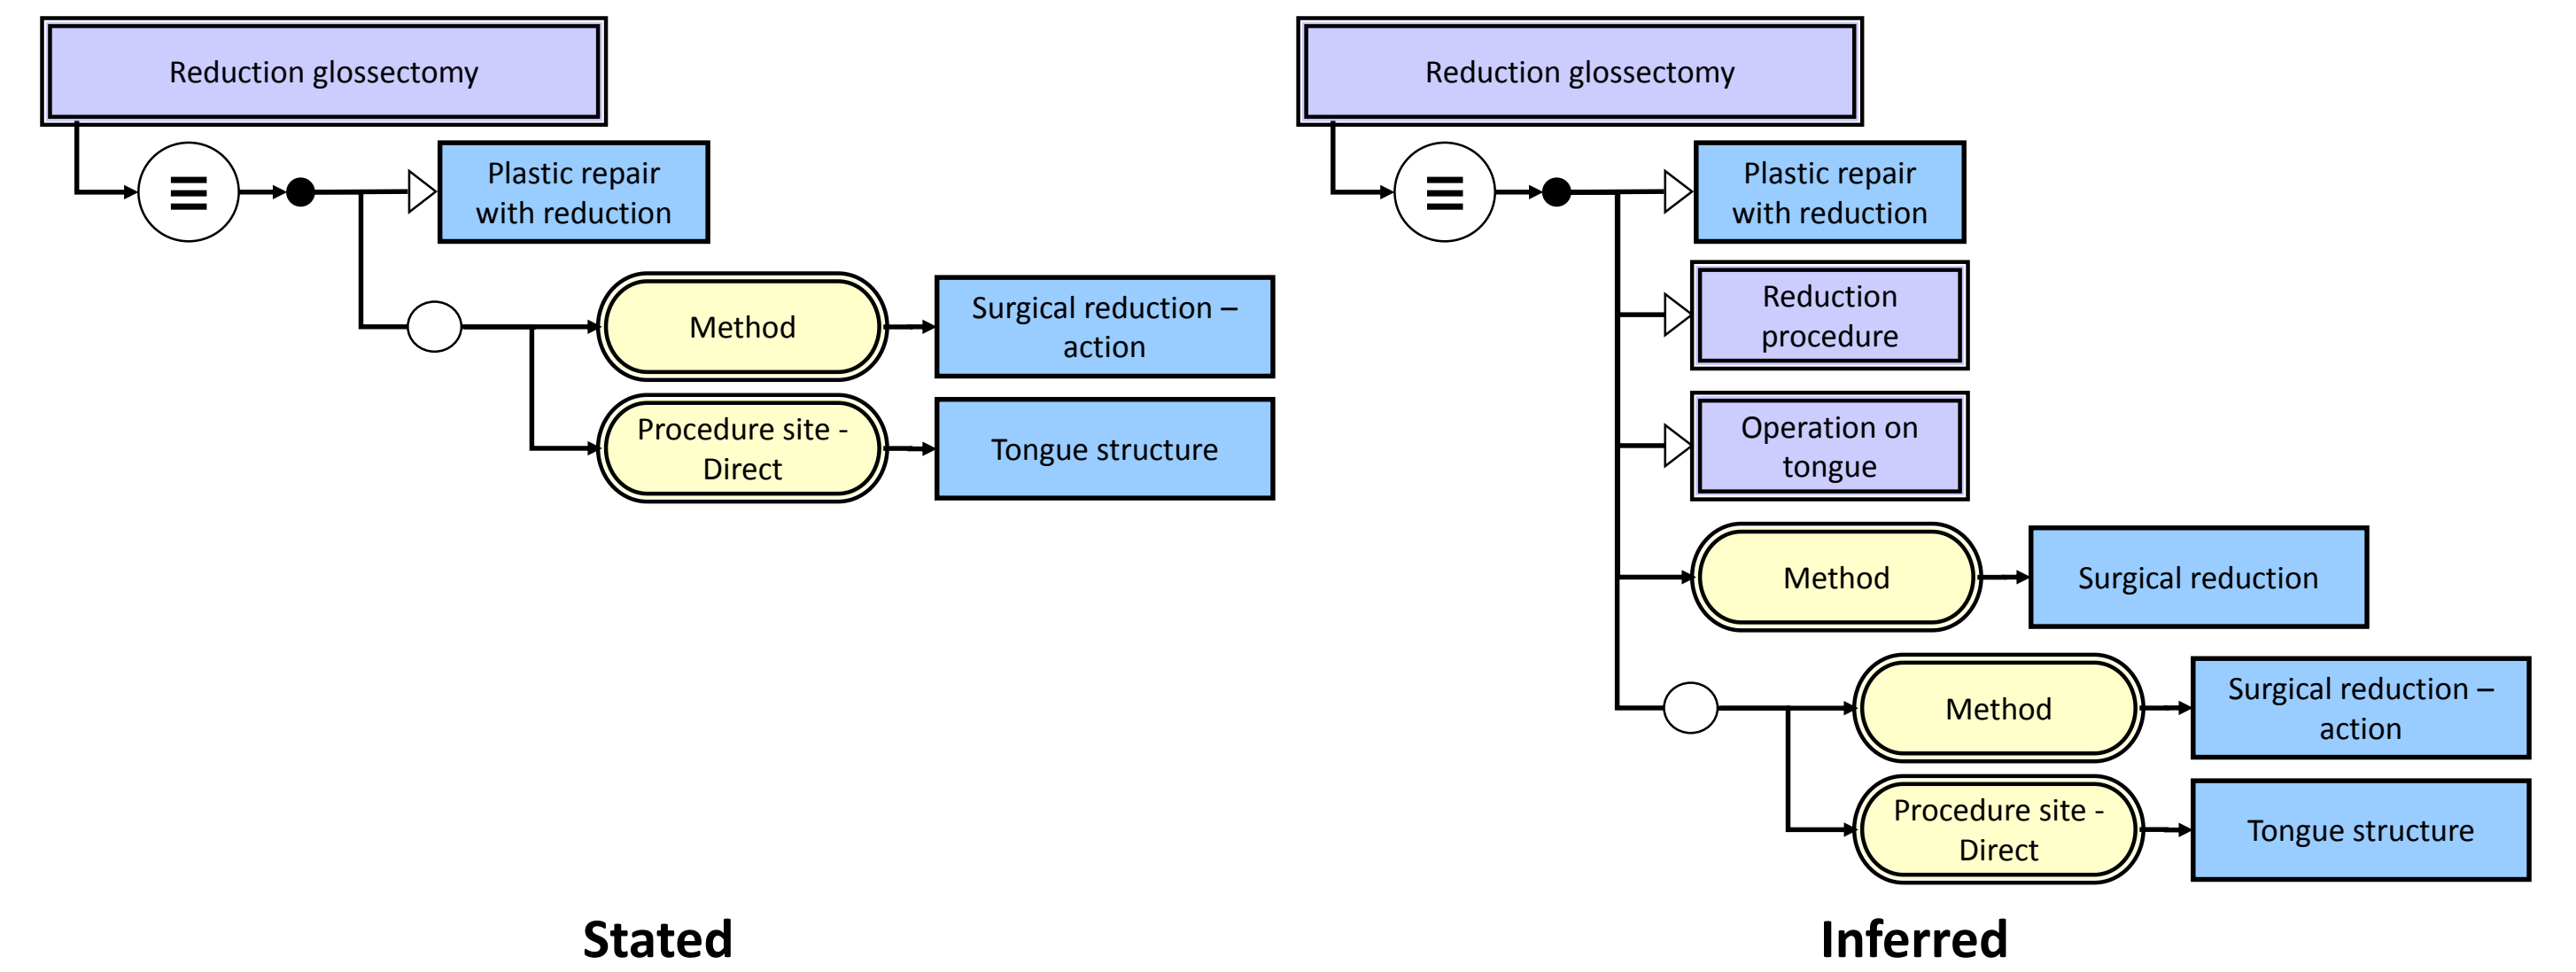 Reduction glossectomy
Plastic repair
with reduction
Method
Surgical reduction –
action
Procedure site -
Direct
Tongue structure
Stated
Reduction glossectomy
Plastic repair
with reduction
Reduction
procedure
Operation on
tongue
Method
Surgical reduction
Method
Surgical reduction –
action
Procedure site -
Direct
Tongue structure
Inferred